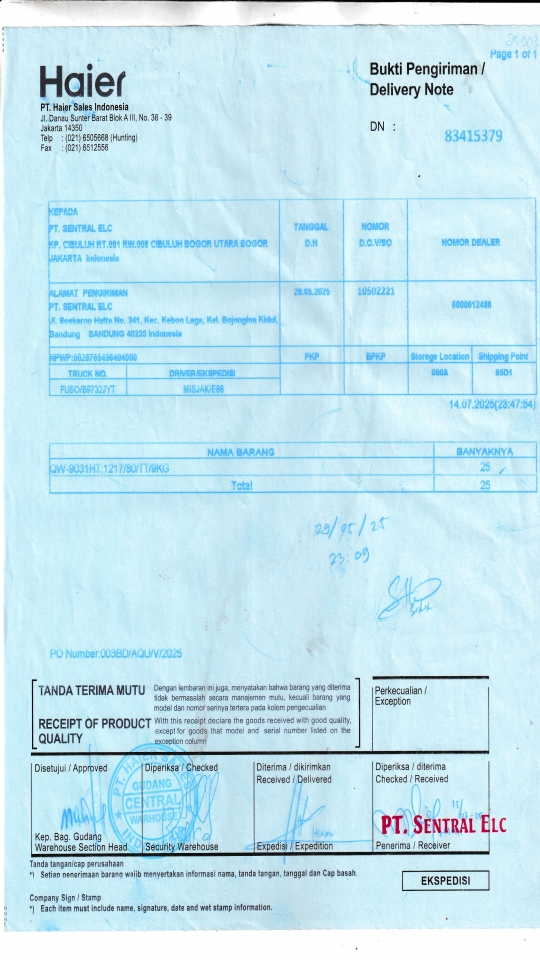 Page 1 of 1
Haier
PT. Haier Sales Indonesia
Jl. Danau Sunter Barat Blok A III, No. 38 - 39
Jakarta 14350
Telp : (021) 6505668 (Hunting)
Fax : (021) 6512556
Bukti Pengiriman /
Delivery Note
DN : 83415379
KEPADA
PT. SENTRAL ELC
KP. CIBULUH RT.001 RW.008 CIBULUH BOGOR UTARA BOGOR
JAKARTA Indonesia
TANGGAL
D.N
NOMOR
D.O./SO
NOMOR DEALER
ALAMAT PENGIRIMAN
PT. SENTRAL ELC
Jl. Soekarno Hatta No. 341, Kec. Kebon Lega, Kel. Bojongloa Kidul,
Bandung BANDUNG 40235 Indonesia
29.05.2025
10502221
PKP
BPKP
Storege Location
Shipping Point
TRUCK NO.
DRIVER/EKSPEDISI
000A
65D1
14.07.2025(23:47:54)
NAMA BARANG
BANYAKNYA
QW-9031HT:1217/80/TT/9KG
25
Total
25
29/05/25
23:09
PO Number:003BD/AQU/V/2025
TANDA TERIMA MUTU
Dengan lembaran ini juga, menyatakan bahwa barang yang diterima
tidak bermasalah secara manajemen mutu, kecuali barang yang
model dan nomor serinya tertera pada kolom pengecualian
RECEIPT OF PRODUCT
QUALITY
With this receipt declare the goods received with good quality,
except for goods that model and serial number listed on the
exception column
Perkecualian /
Exception
Disetujui / Approved
Diperiksa / Checked
Diterima / dikirimkan
Received / Delivered
Diperiksa / diterima
Checked / Received
GUDANG
CENTRAL
WAREHOUSE
PT. SENTRAL ELC
Kep. Bag. Gudang
Warehouse Section Head
Security Warehouse
Expedisi / Expedition
Penerima / Receiver
Tanda tangan/cap perusahaan
*) Setian penerimaan barang wajib menyertakan informasi nama, tanda tangan, tanggal dan Cap basah.
EKSPEDISI
Company Sign / Stamp
*) Each item must include name, signature, date and wet stamp information.